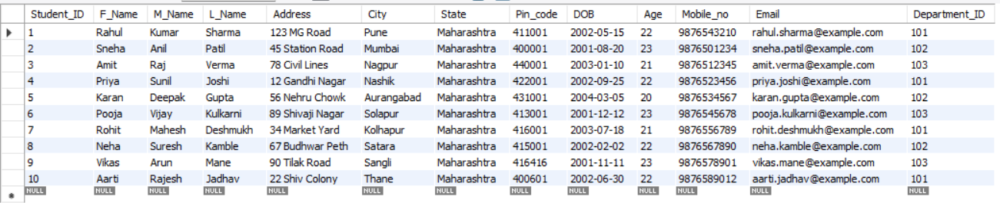 Student_ID F_Name M_Name L_Name Address City State Pin_code DOB Age Mobile_no Email Department_ID
1 Rahul Kumar Sharma 123 MG Road Pune Maharashtra 411001 2002-05-15 22 9876543210 rahul.sharma@example.com 101
2 Sneha Anil Patil 45 Station Road Mumbai Maharashtra 400001 2001-08-20 23 9876501234 sneha.patil@example.com 102
3 Amit Raj Verma 78 Civil Lines Nagpur Maharashtra 440001 2003-01-10 21 9876512345 amit.verma@example.com 103
4 Priya Sunil Joshi 12 Gandhi Nagar Nashik Maharashtra 422001 2002-09-25 22 9876523456 priya.joshi@example.com 101
5 Karan Deepak Gupta 56 Nehru Chowk Aurangabad Maharashtra 431001 2004-03-05 20 9876534567 karan.gupta@example.com 102
6 Pooja Vijay Kulkarni 89 Shivaji Nagar Solapur Maharashtra 413001 2001-12-12 23 9876545678 pooja.kulkarni@example.com 103
7 Rohit Mahesh Deshmukh 34 Market Yard Kolhapur Maharashtra 416001 2003-07-18 21 9876556789 rohit.deshmukh@example.com 101
8 Neha Suresh Kamble 67 Budhwar Peth Satara Maharashtra 415001 2002-02-02 22 9876567890 neha.kamble@example.com 102
9 Vikas Arun Mane 90 Tilak Road Sangli Maharashtra 416416 2001-11-11 23 9876578901 vikas.mane@example.com 103
10 Aarti Rajesh Jadhav 22 Shiv Colony Thane Maharashtra 400601 2002-06-30 22 9876589012 aarti.jadhav@example.com 101
NULL NULL NULL NULL NULL NULL NULL NULL NULL NULL NULL NULL NULL